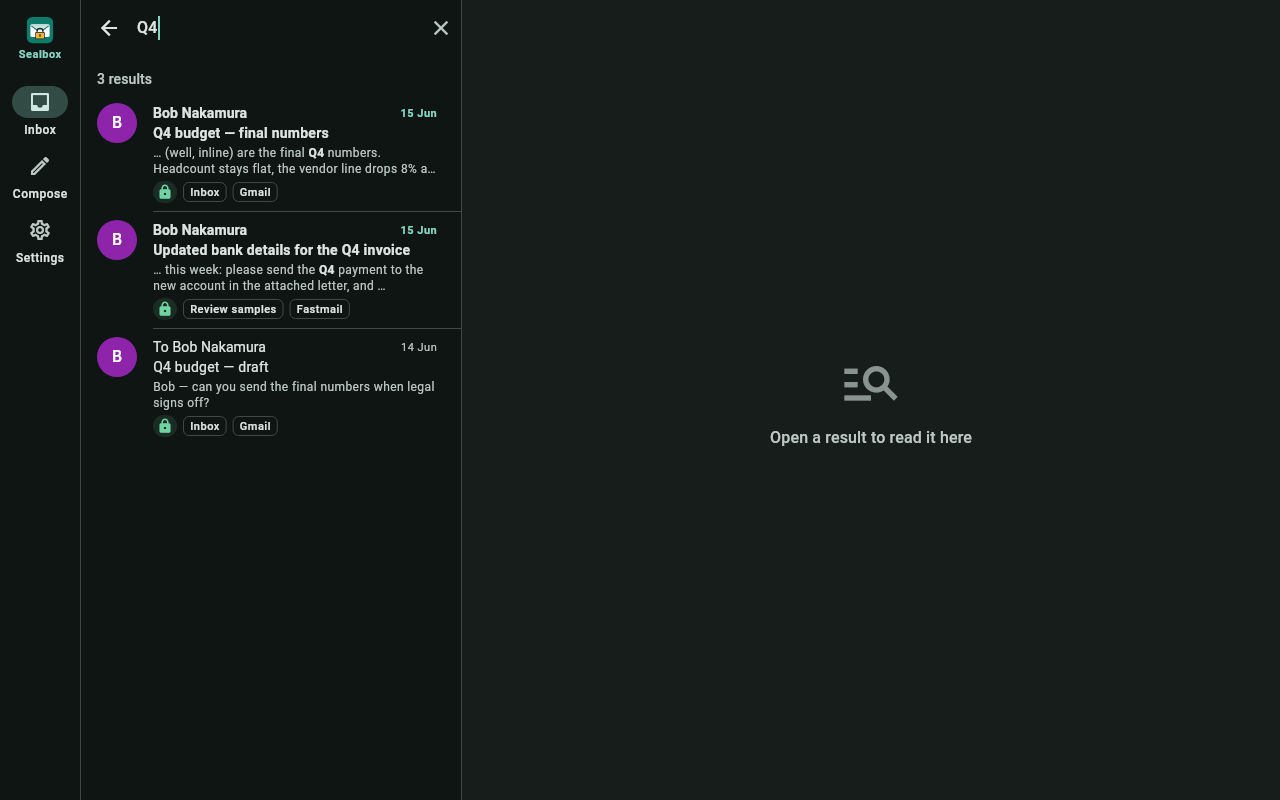 Sealbox
Inbox
Compose
Settings
Q4
3 results
B
Bob Nakamura
15 Jun
Q4 budget — final numbers
… (well, inline) are the final Q4 numbers.
Headcount stays flat, the vendor line drops 8% a…
Inbox
Gmail
B
Bob Nakamura
15 Jun
Updated bank details for the Q4 invoice
… this week: please send the Q4 payment to the
new account in the attached letter, and …
Review samples
Fastmail
B
To Bob Nakamura
14 Jun
Q4 budget — draft
Bob — can you send the final numbers when legal
signs off?
Inbox
Gmail
Open a result to read it here